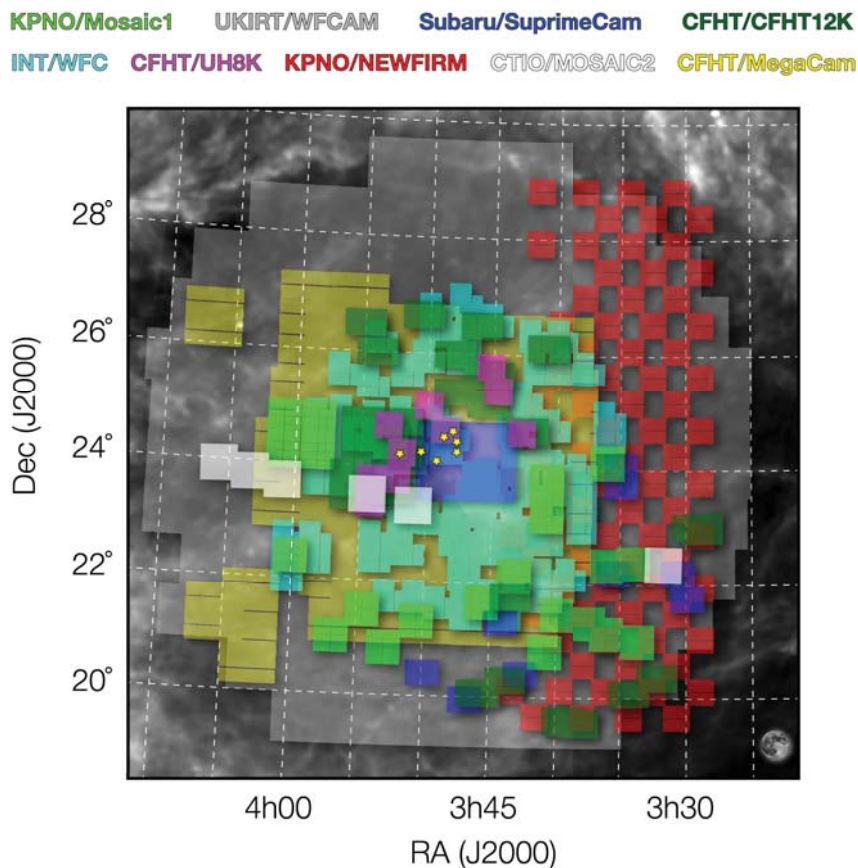 KPNO/Mosaic1 UKIRT/WFCAM Subaru/SuprimeCam CFHT/CFHT12K
INT/WFC CFHT/UH8K KPNO/NEWFIRM CTIO/MOSAIC2 CFHT/MegaCam
28°
26°
24°
22°
20°
Dec (J2000)
4h00 3h45 3h30
RA (J2000)